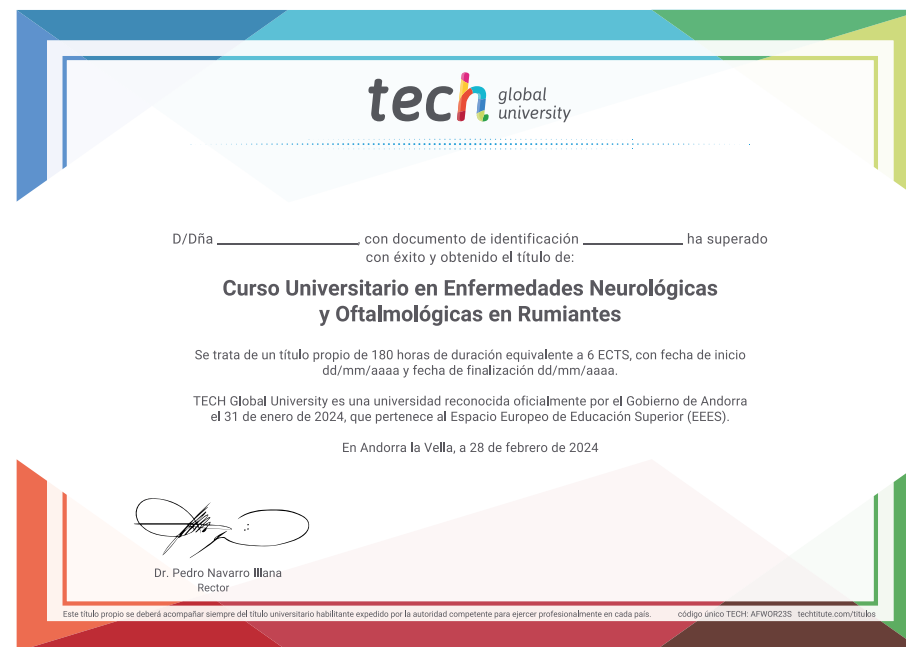 tech global university
D/Dña ____________________, con documento de identificación ______________ ha superado
con éxito y obtenido el título de:
Curso Universitario en Enfermedades Neurológicas
y Oftalmológicas en Rumiantes
Se trata de un título propio de 180 horas de duración equivalente a 6 ECTS, con fecha de inicio
dd/mm/aaaa y fecha de finalización dd/mm/aaaa.
TECH Global University es una universidad reconocida oficialmente por el Gobierno de Andorra
el 31 de enero de 2024, que pertenece al Espacio Europeo de Educación Superior (EEES).
En Andorra la Vella, a 28 de febrero de 2024
Dr. Pedro Navarro Illana
Rector
Este título propio se deberá acompañar siempre del título universitario habilitante expedido por la autoridad competente para ejercer profesionalmente en cada país. código único TECH: AFWOR23S techtitute.com/titulos